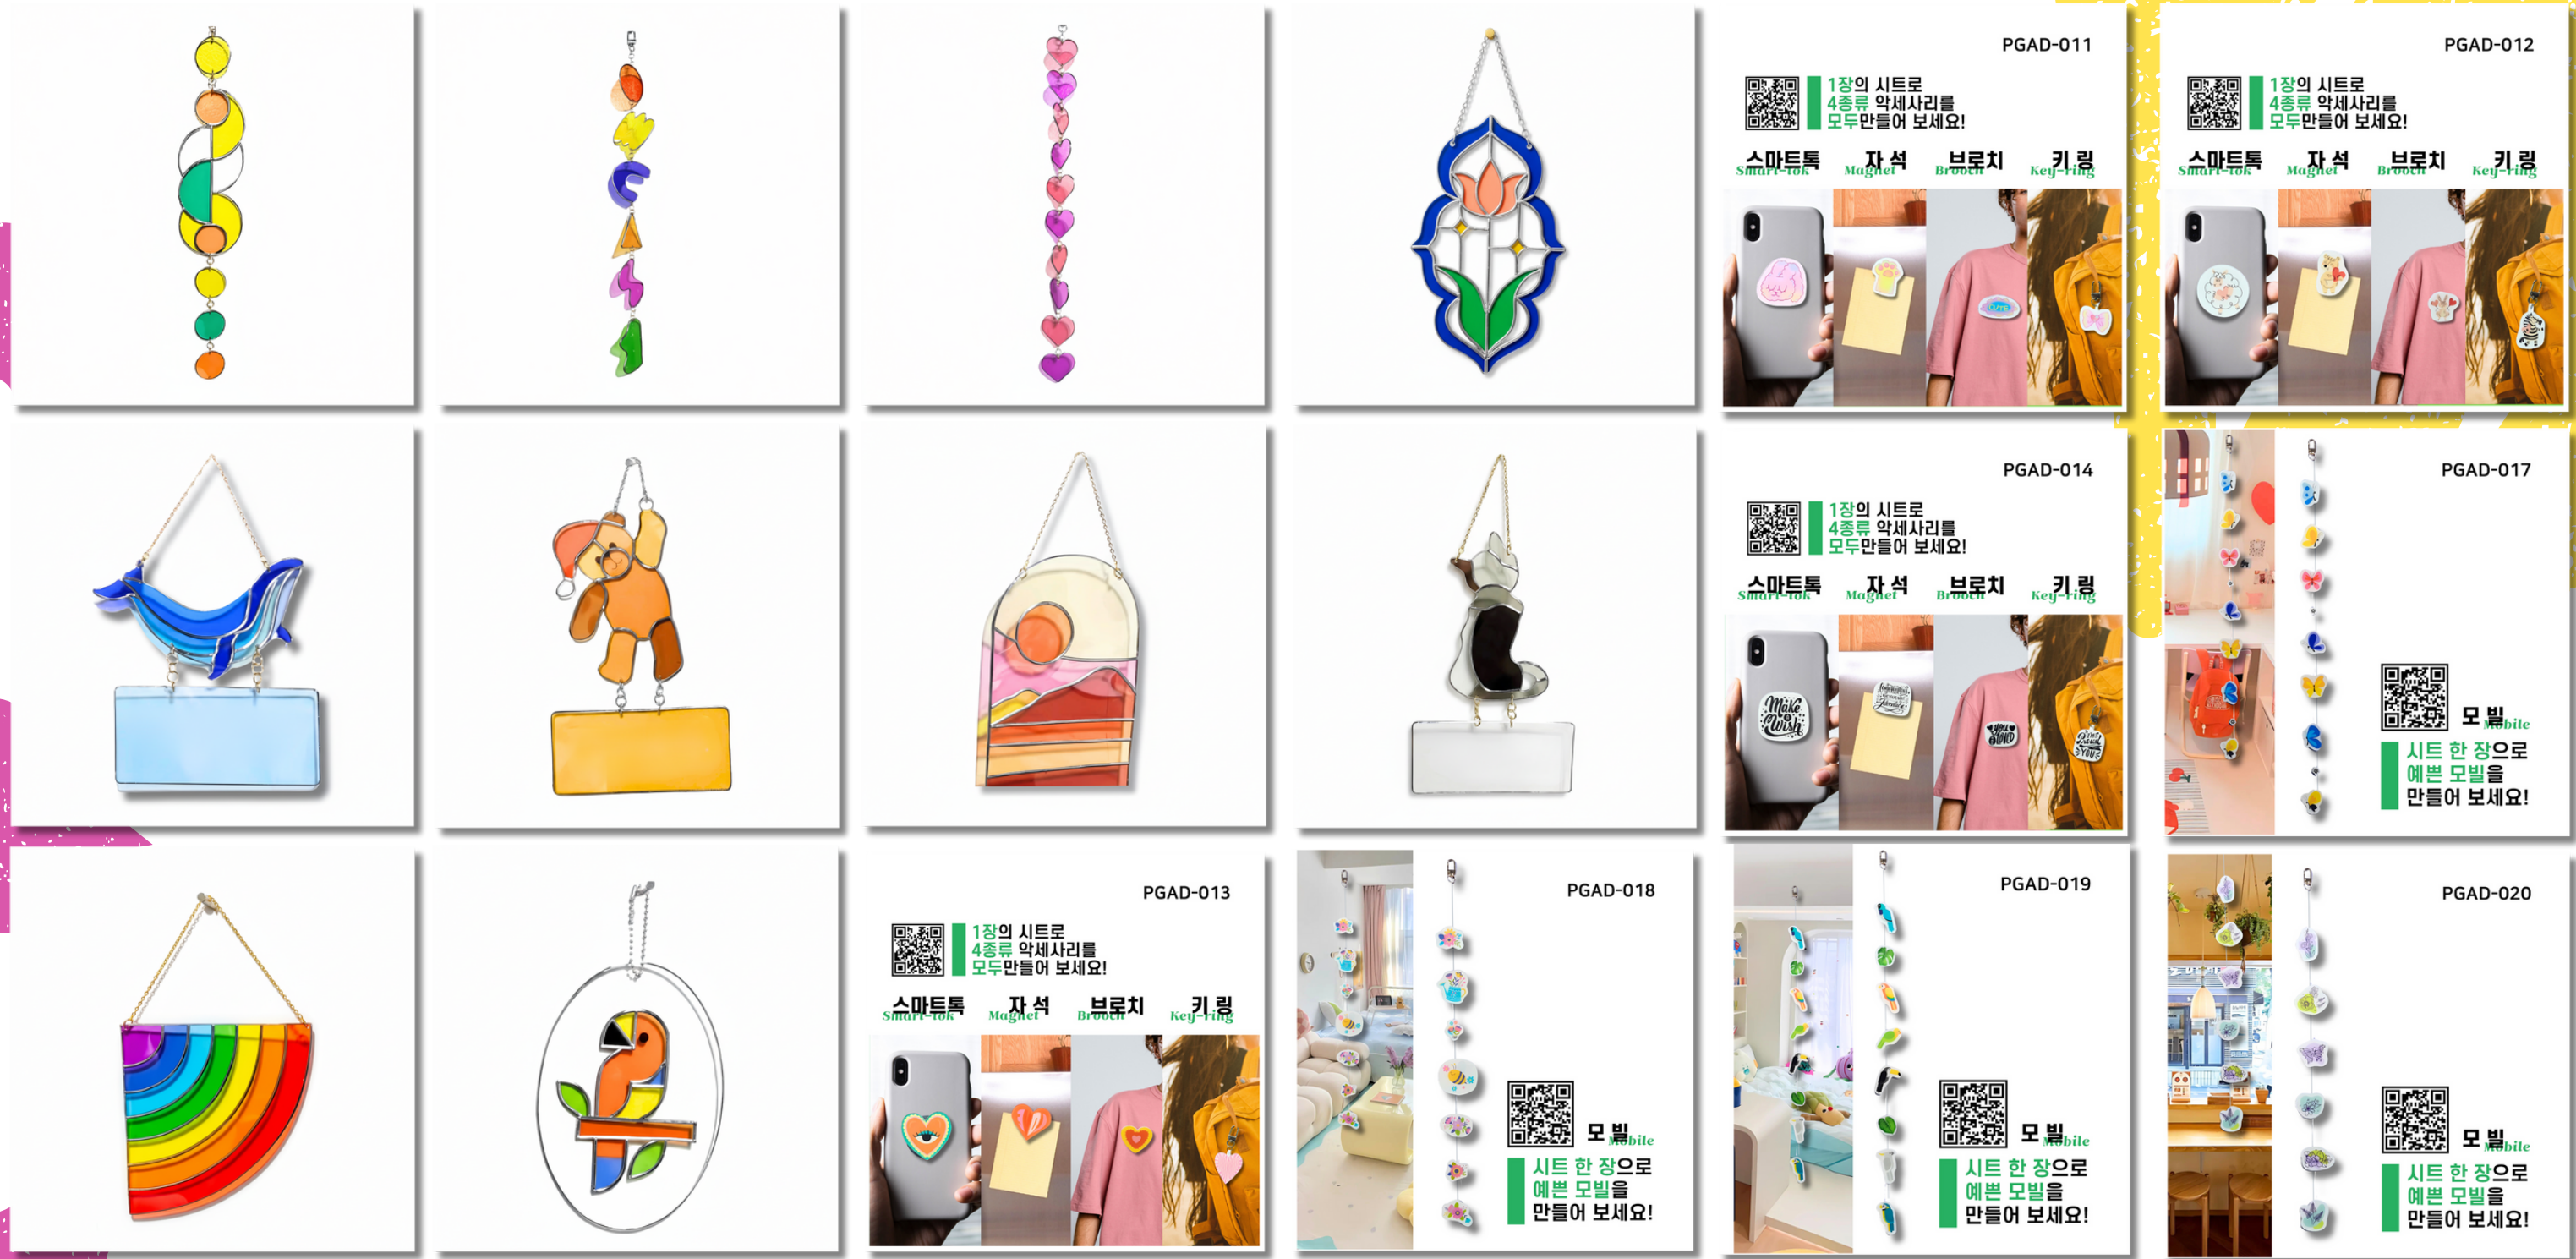 PGAD-011
1장의 시트로
4종류 악세사리를
모두만들어 보세요!
스마트톡 자 석 브로치 키 링
Smart-tok Magnet Brooch Key-ring
PGAD-012
1장의 시트로
4종류 악세사리를
모두만들어 보세요!
스마트톡 자 석 브로치 키 링
Smart-tok Magnet Brooch Key-ring
PGAD-014
1장의 시트로
4종류 악세사리를
모두만들어 보세요!
스마트톡 자 석 브로치 키 링
Smart-tok Magnet Brooch Key-ring
Make
Wish
YOU
PGAD-017
모 빌
Mobile
시트 한 장으로
예쁜 모빌을
만들어 보세요!
PGAD-013
1장의 시트로
4종류 악세사리를
모두만들어 보세요!
스마트톡 자 석 브로치 키 링
Smart-tok Magnet Brooch Key-ring
PGAD-018
모 빌
Mobile
시트 한 장으로
예쁜 모빌을
만들어 보세요!
PGAD-019
모 빌
Mobile
시트 한 장으로
예쁜 모빌을
만들어 보세요!
PGAD-020
모 빌
Mobile
시트 한 장으로
예쁜 모빌을
만들어 보세요!